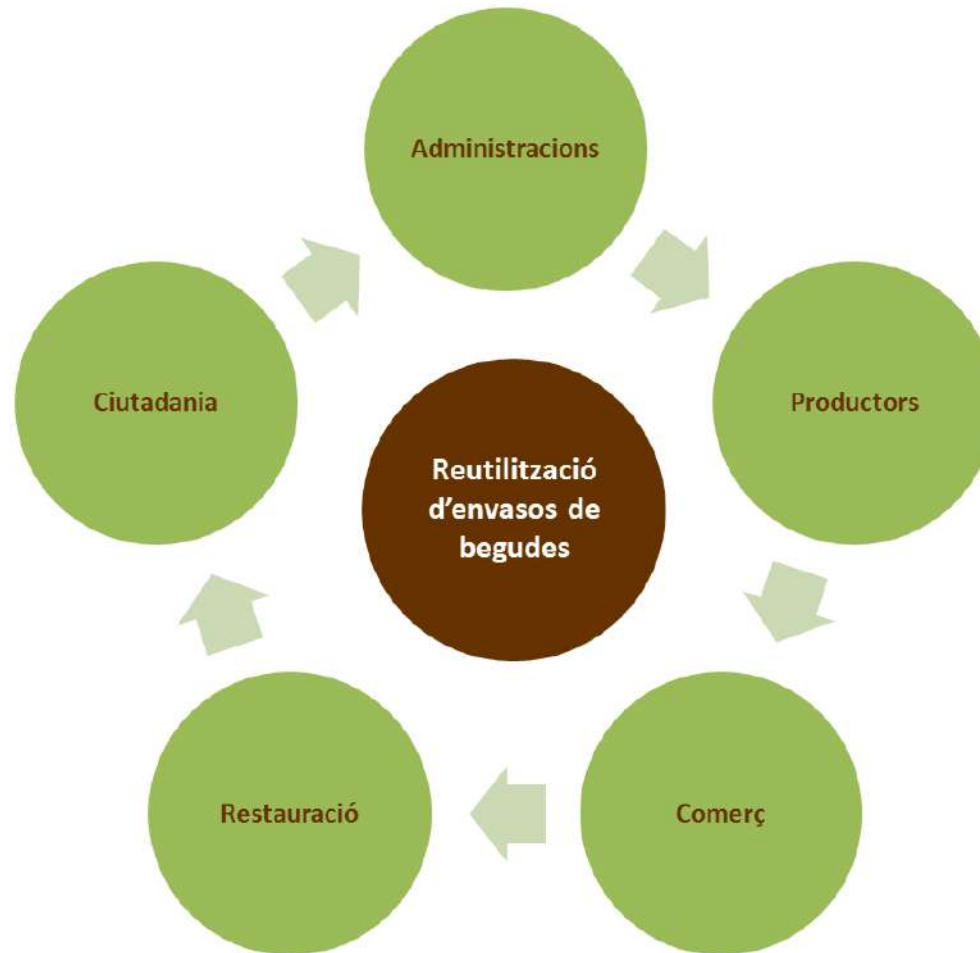 Administracions
Ciutadania
Productors
Reutilització
d'envasos de
begudes
Restauració
Comerç